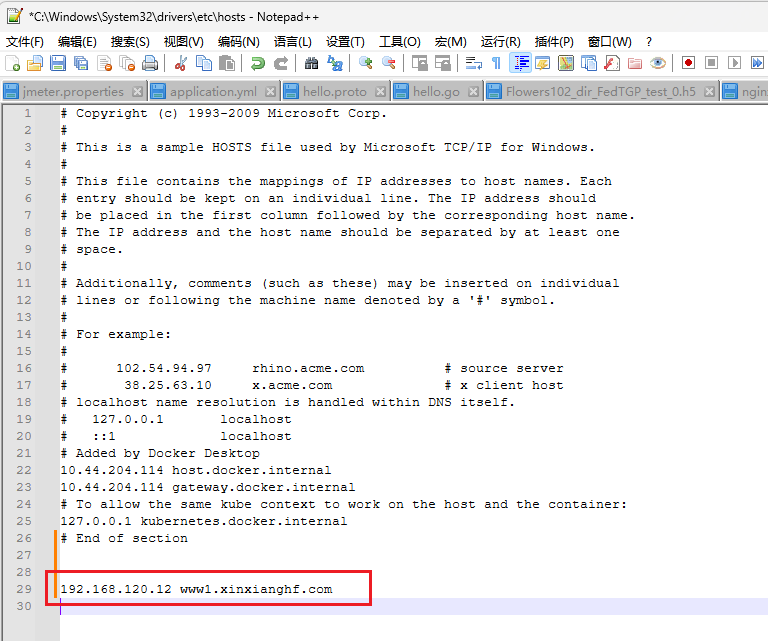 *C:\Windows\System32\drivers\etc\hosts - Notepad++
文件(F) 编辑(E) 搜索(S) 视图(V) 编码(N) 语言(L) 设置(T) 工具(O) 宏(M) 运行(R) 插件(P) 窗口(W) ?
jmeter.properties application.yml hello.proto hello.go Flowers102_dir_FedTGP_test_0.h5 ngin
1 # Copyright (c) 1993-2009 Microsoft Corp.
2 #
3 # This is a sample HOSTS file used by Microsoft TCP/IP for Windows.
4 #
5 # This file contains the mappings of IP addresses to host names. Each
6 # entry should be kept on an individual line. The IP address should
7 # be placed in the first column followed by the corresponding host name.
8 # The IP address and the host name should be separated by at least one
9 # space.
10 #
11 # Additionally, comments (such as these) may be inserted on individual
12 # lines or following the machine name denoted by a '#' symbol.
13 #
14 # For example:
15 #
16 # 102.54.94.97 rhino.acme.com # source server
17 # 38.25.63.10 x.acme.com # x client host
18 # localhost name resolution is handled within DNS itself.
19 # 127.0.0.1 localhost
20 # ::1 localhost
21 # Added by Docker Desktop
22 10.44.204.114 host.docker.internal
23 10.44.204.114 gateway.docker.internal
24 # To allow the same kube context to work on the host and the container:
25 127.0.0.1 kubernetes.docker.internal
26 # End of section
27
28
29 192.168.120.12 www1.xinxianghf.com
30